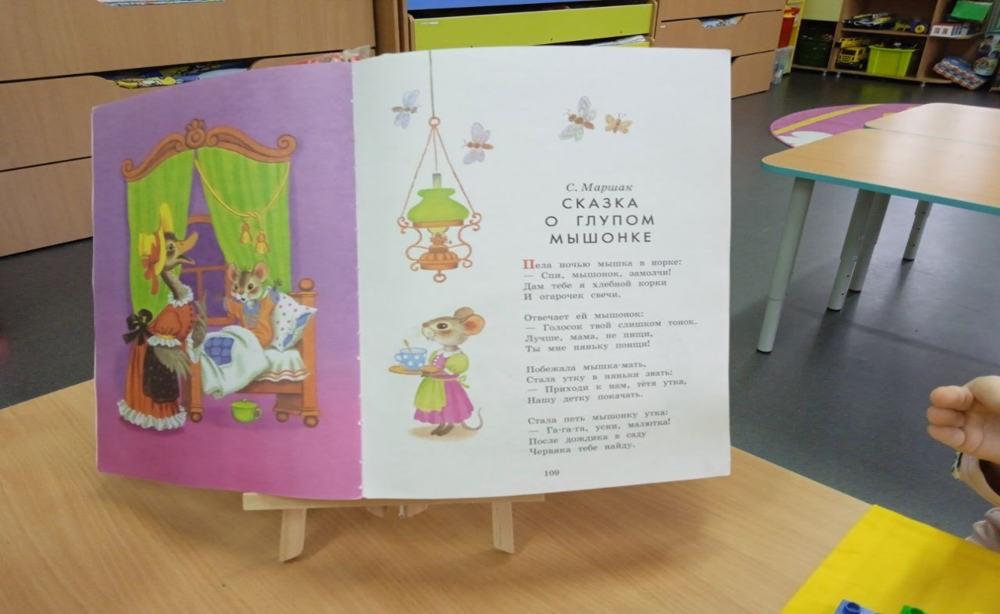 С. Маршак
СКАЗКА
О ГЛУПОМ
МЫШОНКЕ
Пела ночью мышка в норке:
— Спи, мышонок, замолчи!
Дам тебе я хлебной корки
И огарочек свечи.
Отвечает ей мышонок:
— Голосок твой слишком тонок.
Лучше, мама, не пищи,
Ты мне няньку поищи!
Побежала мышка-мать,
Стала утку в няньки звать:
— Приходи к нам, тётя утка,
Нашу детку покачать.
Стала петь мышонку утка:
— Га-га-га, усни, малютка!
После дождика в саду
Червяка тебе найду.
109